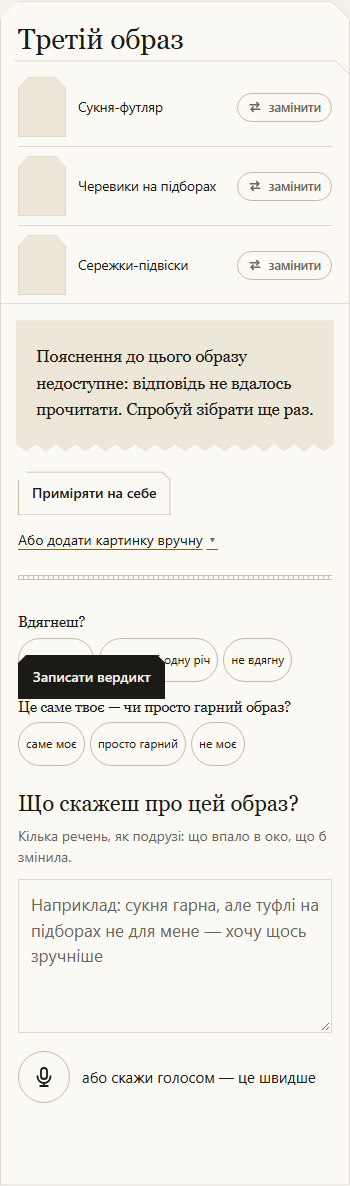 Третій образ
Сукня-футляр
замінити
Черевики на підборах
замінити
Сережки-підвіски
замінити
Пояснення до цього образу
недоступне: відповідь не вдалось
прочитати. Спробуй зібрати ще раз.
Приміряти на себе
Або додати картинку вручну
Вдягнеш?
одну річ
не вдягну
Записати вердикт
Це саме твоє — чи просто гарний образ?
саме моє
просто гарний
не моє
Що скажеш про цей образ?
Кілька речень, як подрузі: що впало в око, що б
змінила.
Наприклад: сукня гарна, але туфлі на
підборах не для мене — хочу щось
зручніше
або скажи голосом — це швидше